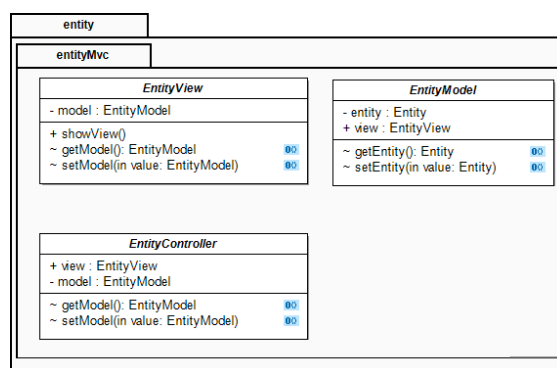 entity
entityMvc
EntityView
- model : EntityModel
+ showView()
~ getModel(): EntityModel
~ setModel(in value: EntityModel)
EntityModel
- entity : Entity
+ view : EntityView
~ getEntity(): Entity
~ setEntity(in value: Entity)
EntityController
+ view : EntityView
- model : EntityModel
~ getModel(): EntityModel
~ setModel(in value: EntityModel)